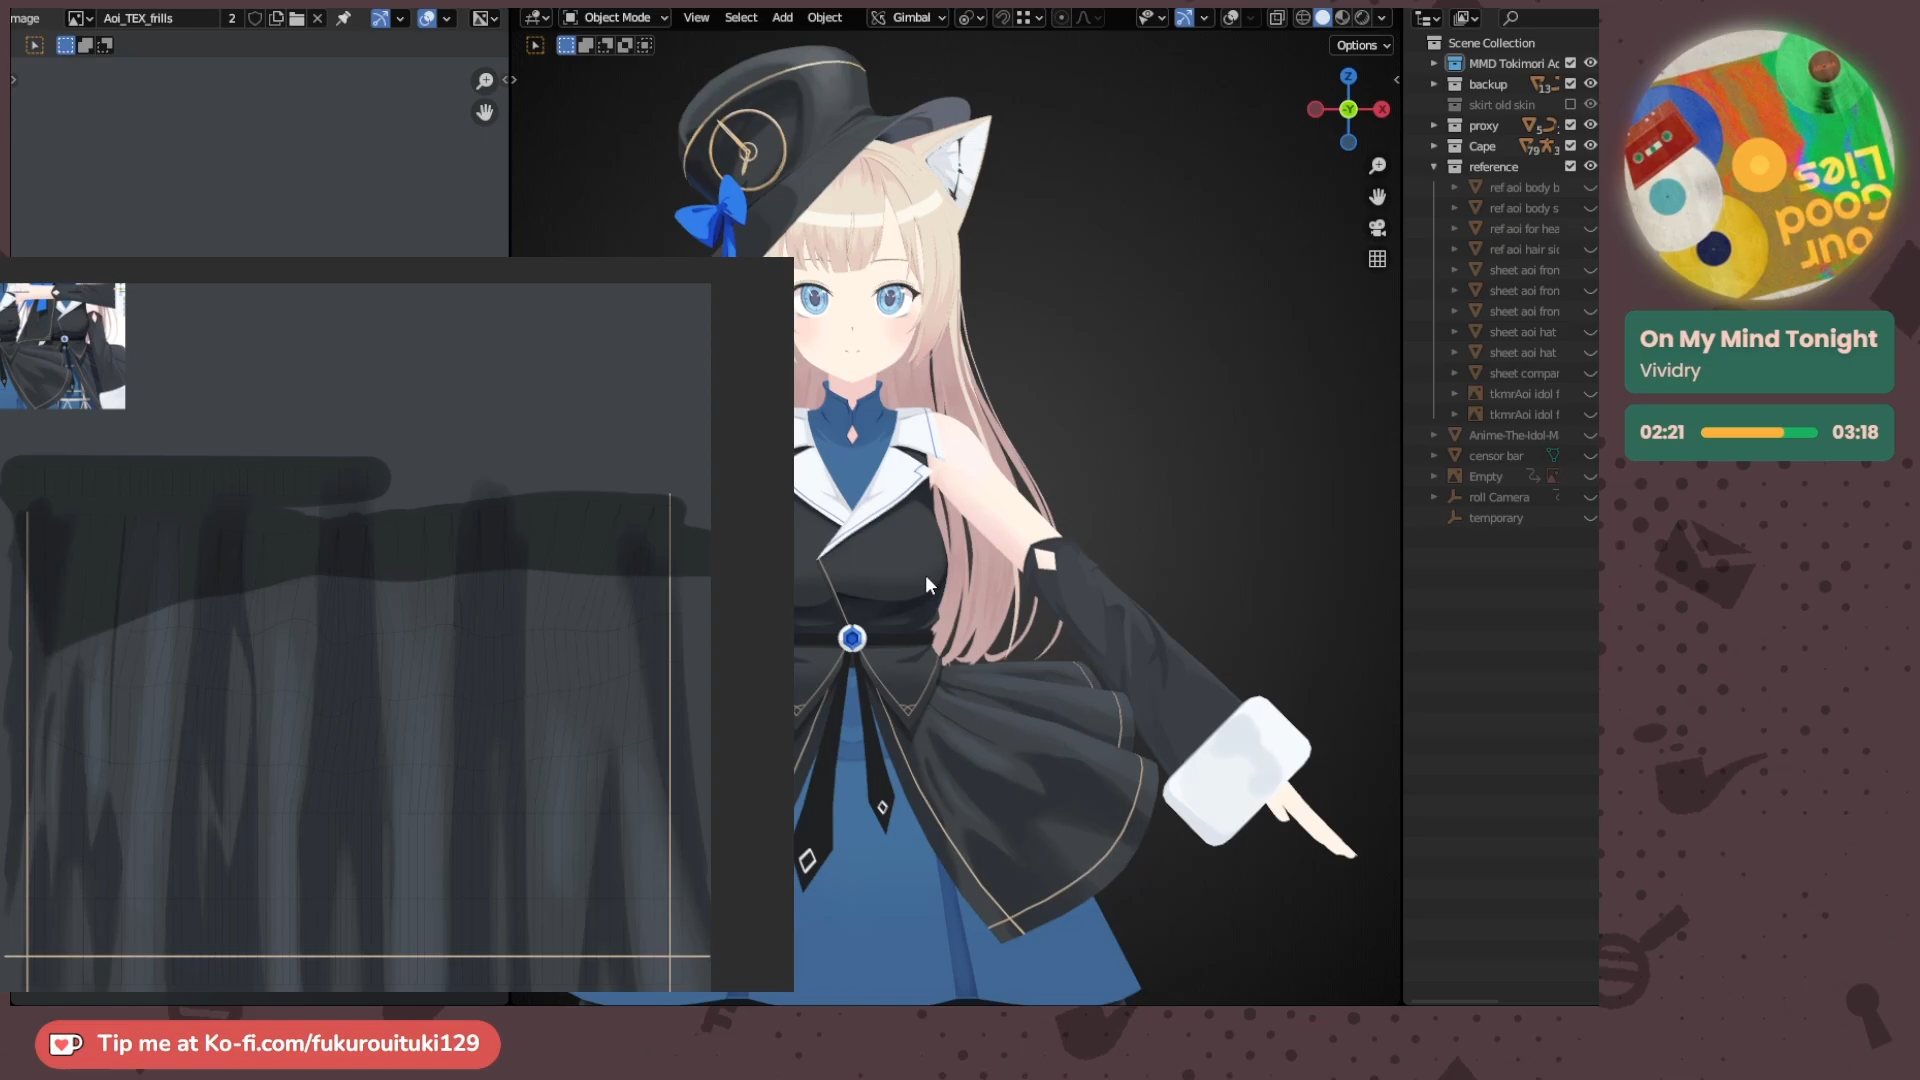 mage
Aoi_TEX_frills
2
Object Mode
View
Select
Add
Object
Gimbal
Options
Z
Y
X
Scene Collection
MMD Tokimori Ac
backup
13
skirt old skin
proxy
5
Cape
79
3
reference
ref aoi body b
ref aoi body s
ref aoi for hea
ref aoi hair sic
sheet aoi fron
sheet aoi fron
sheet aoi fron
sheet aoi hat
sheet aoi hat
sheet compar
tkmrAoi idol f
tkmrAoi idol f
Anime-The-Idol-M
censor bar
Empty
roll Camera
temporary
our
Good
Lies
On My Mind Tonight
Vividry
02:21
03:18
Tip me at Ko-fi.com/fukurouituki129